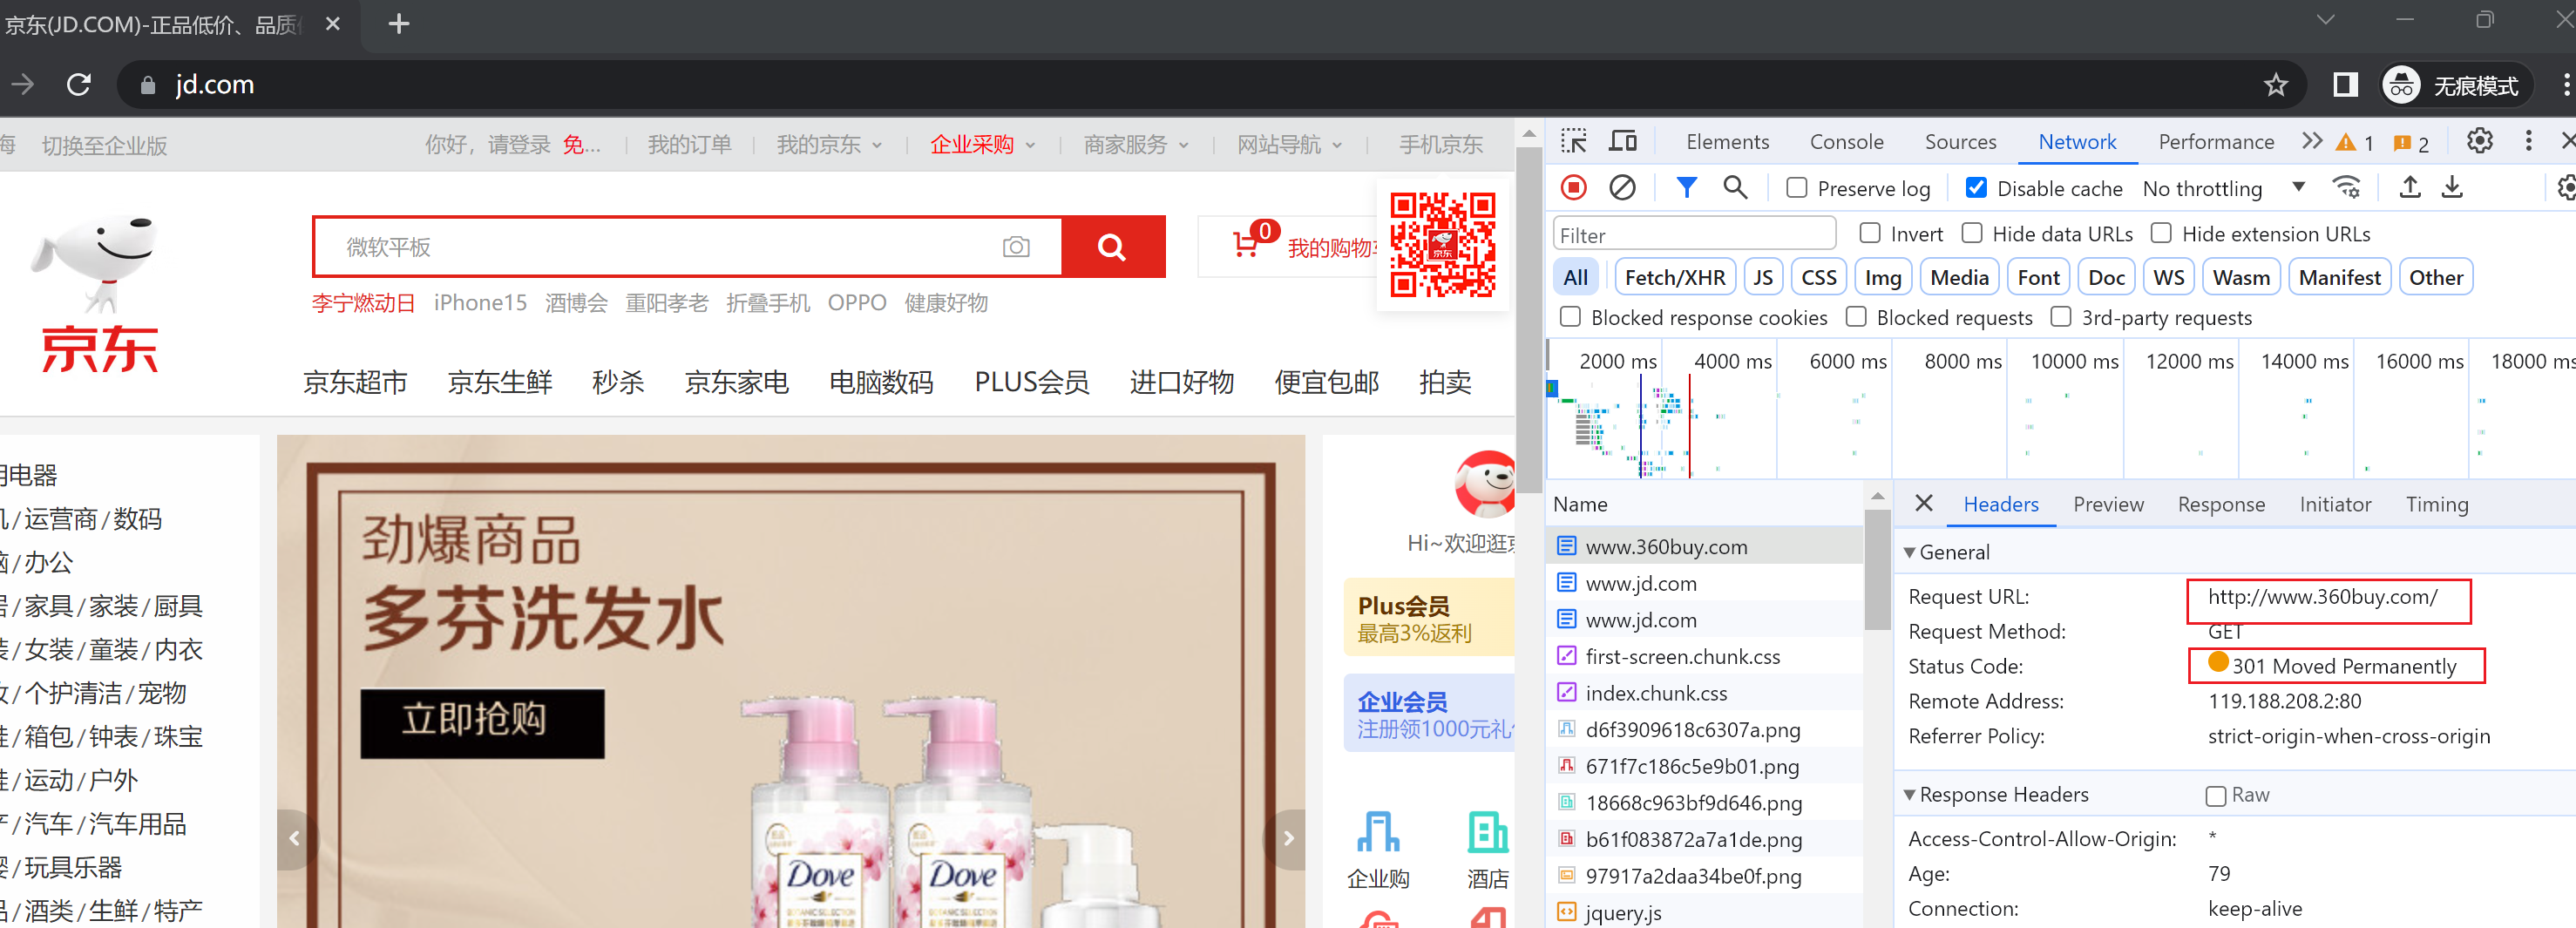 京东(JD.COM)-正品低价、品质
jd.com
无痕模式
海 切换至企业版 你好，请登录 免... 我的订单 我的京东 企业采购 商家服务 网站导航 手机京东
微软平板
0 我的购物车
京东
李宁燃动日 iPhone15 酒博会 重阳孝老 折叠手机 OPPO 健康好物
京东
京东超市 京东生鲜 秒杀 京东家电 电脑数码 PLUS会员 进口好物 便宜包邮 拍卖
用电器
机/运营商/数码
脑/办公
居/家具/家装/厨具
装/女装/童装/内衣
妆/个护清洁/宠物
鞋/箱包/钟表/珠宝
鞋/运动/户外
产/汽车/汽车用品
婴/玩具乐器
品/酒类/生鲜/特产
劲爆商品
多芬洗发水
立即抢购
Dove
Dove
Hi~欢迎逛京
Plus会员
最高3%返利
企业会员
注册领1000元礼
企业购 酒店
Elements Console Sources Network Performance 1 2
Preserve log Disable cache No throttling
Filter Invert Hide data URLs Hide extension URLs
All Fetch/XHR JS CSS Img Media Font Doc WS Wasm Manifest Other
Blocked response cookies Blocked requests 3rd-party requests
2000 ms 4000 ms 6000 ms 8000 ms 10000 ms 12000 ms 14000 ms 16000 ms 18000 ms
Name
www.360buy.com
www.jd.com
www.jd.com
first-screen.chunk.css
index.chunk.css
d6f3909618c6307a.png
671f7c186c5e9b01.png
18668c963bf9d646.png
b61f083872a7a1de.png
97917a2daa34be0f.png
jquery.js
Headers Preview Response Initiator Timing
General
Request URL: http://www.360buy.com/
Request Method: GET
Status Code: 301 Moved Permanently
Remote Address: 119.188.208.2:80
Referrer Policy: strict-origin-when-cross-origin
Response Headers Raw
Access-Control-Allow-Origin: *
Age: 79
Connection: keep-alive